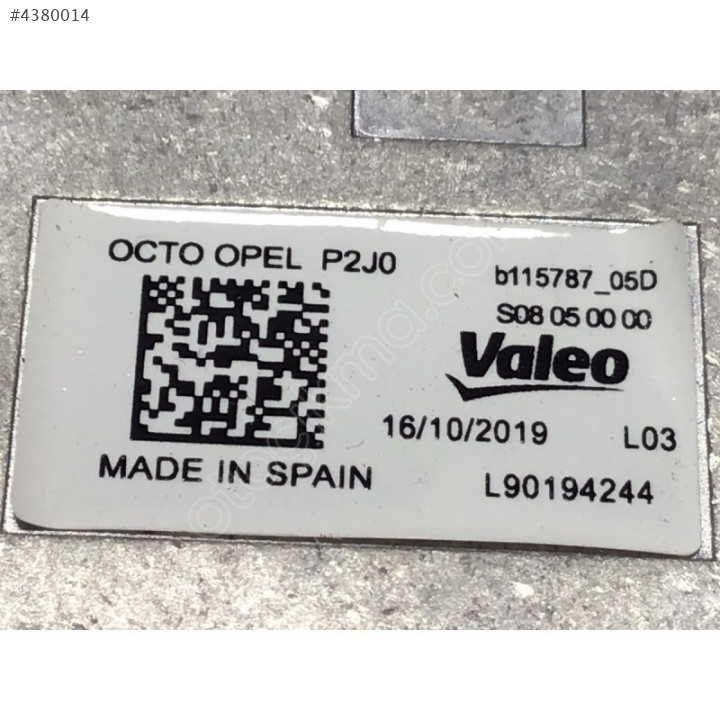 #4380014
OCTO OPEL P2J0
b115787_05D
S08 05 00 00
Valeo
16/10/2019 L03
MADE IN SPAIN
L90194244